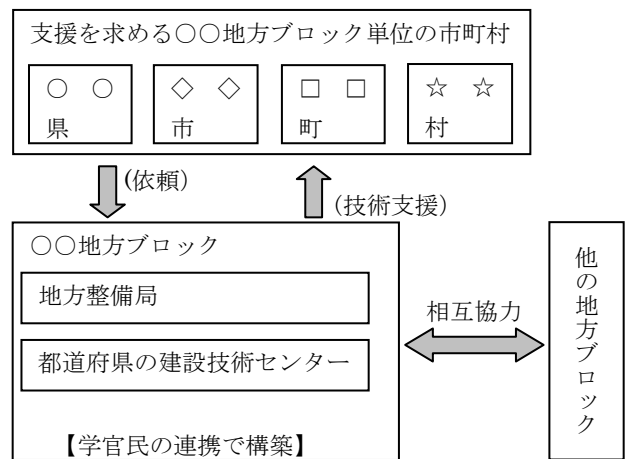 支援を求める○○地方ブロック単位の市町村
○ ○
県
◇ ◇
市
□ □
町
☆ ☆
村
(依頼)
(技術支援)
○○地方ブロック
地方整備局
都道府県の建設技術センター
【学官民の連携で構築】
相互協力
他の地方ブロック